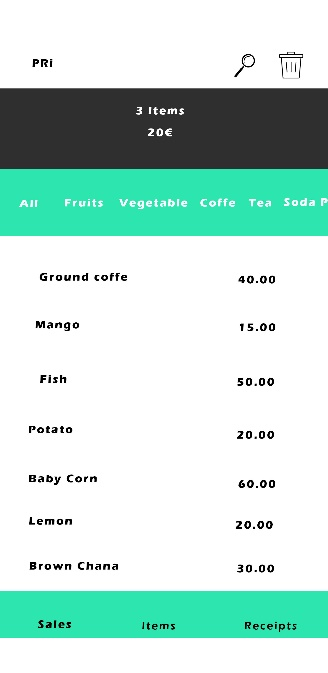 PRi
3 Items
20€
All Fruits Vegetable Coffe Tea Soda P
Ground coffe 40.00
Mango 15.00
Fish 50.00
Potato 20.00
Baby Corn 60.00
Lemon 20.00
Brown Chana 30.00
Sales Items Receipts